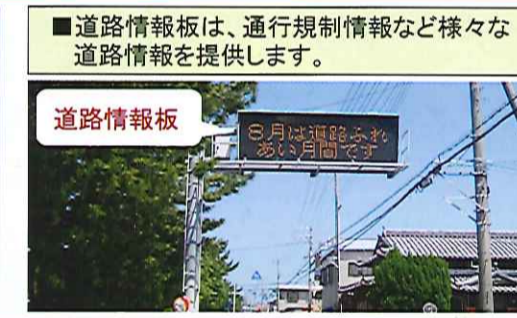 ■道路情報板は、通行規制情報など様々な
道路情報を提供します。
道路情報板
8月は道路ふれ
あい月間です